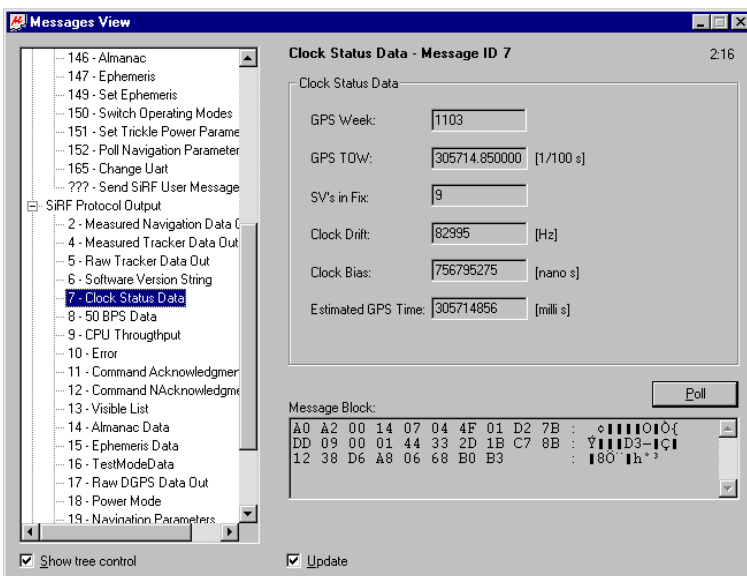 Messages View
146 - Almanac
147 - Ephemeris
149 - Set Ephemeris
150 - Switch Operating Modes
151 - Set Trickle Power Parame
152 - Poll Navigation Parameter
165 - Change Uart
??? - Send SiRF User Message
SiRF Protocol Output
2 - Measured Navigation Data O
4 - Measured Tracker Data Out
5 - Raw Tracker Data Out
6 - Software Version String
7 - Clock Status Data
8 - 50 BPS Data
9 - CPU Througthput
10 - Error
11 - Command Acknowledgmen
12 - Command NAcknowledgme
13 - Visible List
14 - Almanac Data
15 - Ephemeris Data
16 - TestModeData
17 - Raw DGPS Data Out
18 - Power Mode
19 - Navigation Parameters
Show tree control
Clock Status Data - Message ID 7 2:16
Clock Status Data
GPS Week: 1103
GPS TOW: 305714.850000 [1/100 s]
SV's in Fix: 9
Clock Drift: 82995 [Hz]
Clock Bias: 756795275 [nano s]
Estimated GPS Time: 305714856 [milli s]
Poll
Message Block:
A0 A2 00 14 07 04 4F 01 D2 7B : ¢▮▮▮▮O▮Ò{
DD 09 00 01 44 33 2D 1B C7 8B : Ý▮▮▮D3-▮Ç▮
12 38 D6 A8 06 68 B0 B3 : ▮8Ö¨▮h°³
Update